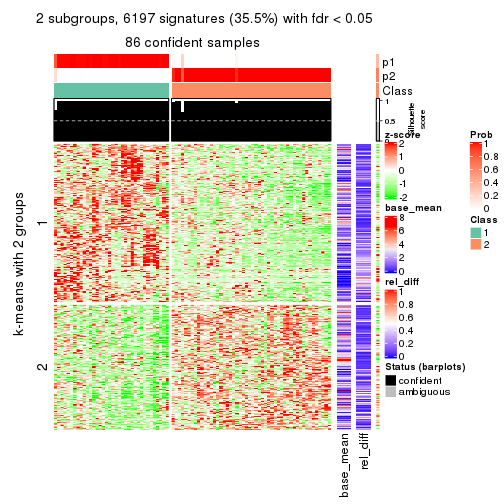 2 subgroups, 6197 signatures (35.5%) with fdr < 0.05
86 confident samples
p1
p2
Class
1
0.5
0
Silhouette
score
k-means with 2 groups
1
2
base_mean
rel_diff
z-score
2
1
0
-1
-2
base_mean
8
6
4
2
0
rel_diff
1
0.8
0.6
0.4
0.2
0
Status (barplots)
confident
ambiguous
Prob
1
0.8
0.6
0.4
0.2
0
Class
1
2